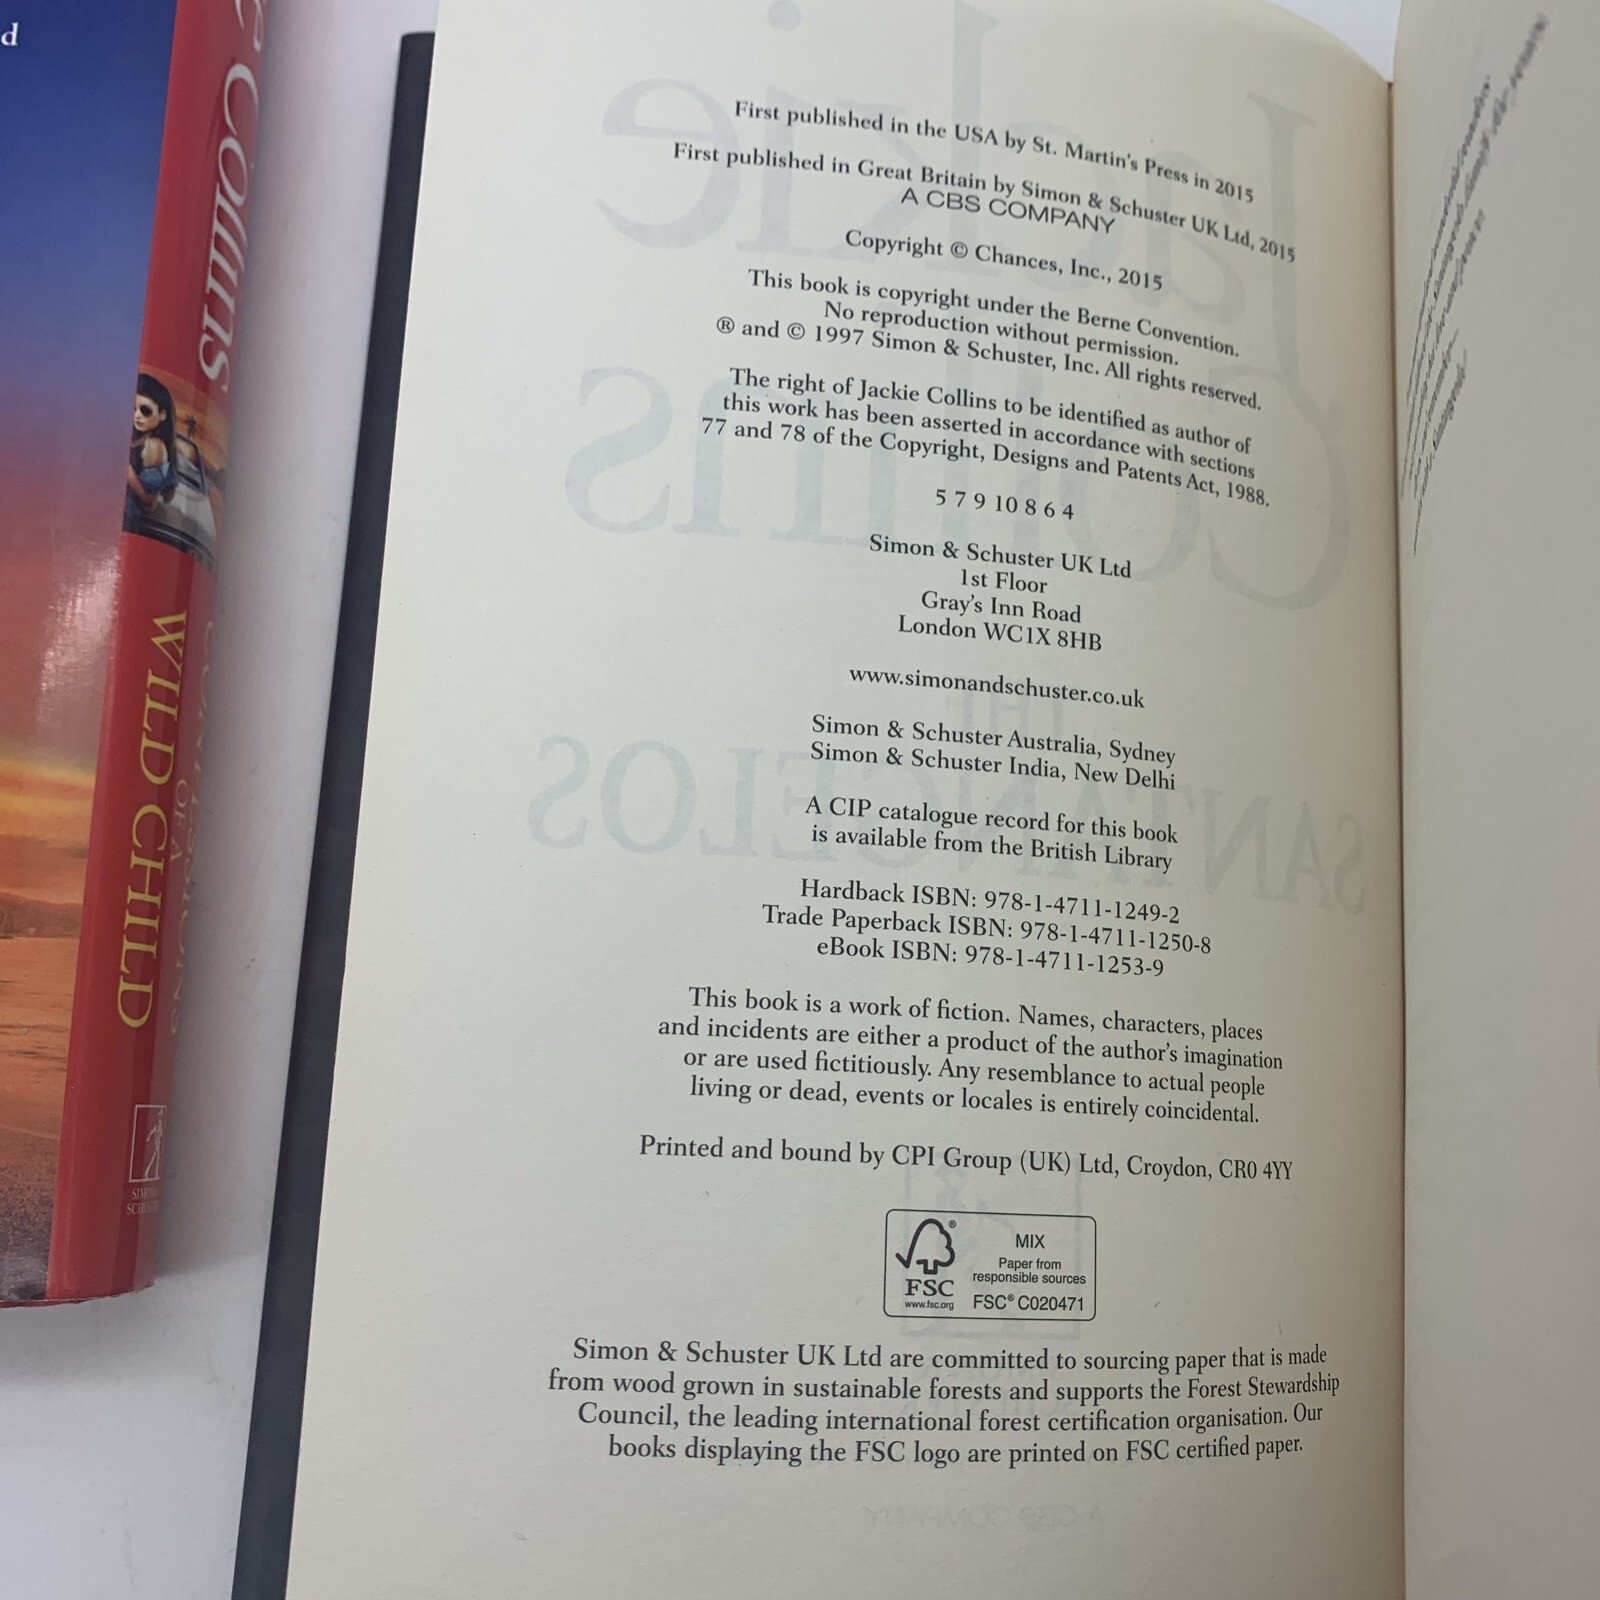 d
COLLINS
CONFESSIONS
OF A
WILD CHILD
SIMON &
SCHUSTER
First published in the USA by St. Martin's Press in 2015
First published in Great Britain by Simon & Schuster UK Ltd, 2015
A CBS COMPANY
Copyright © Chances, Inc., 2015
This book is copyright under the Berne Convention.
No reproduction without permission.
® and © 1997 Simon & Schuster, Inc. All rights reserved.
The right of Jackie Collins to be identified as author of
this work has been asserted in accordance with sections
77 and 78 of the Copyright, Designs and Patents Act, 1988.
5 7 9 10 8 6 4
Simon & Schuster UK Ltd
1st Floor
Gray's Inn Road
London WC1X 8HB
www.simonandschuster.co.uk
Simon & Schuster Australia, Sydney
Simon & Schuster India, New Delhi
A CIP catalogue record for this book
is available from the British Library
Hardback ISBN: 978-1-4711-1249-2
Trade Paperback ISBN: 978-1-4711-1250-8
eBook ISBN: 978-1-4711-1253-9
This book is a work of fiction. Names, characters, places
and incidents are either a product of the author's imagination
or are used fictitiously. Any resemblance to actual people
living or dead, events or locales is entirely coincidental.
Printed and bound by CPI Group (UK) Ltd, Croydon, CR0 4YY
FSC
www.fsc.org
MIX
Paper from
responsible sources
FSC® C020471
Simon & Schuster UK Ltd are committed to sourcing paper that is made
from wood grown in sustainable forests and supports the Forest Stewardship
Council, the leading international forest certification organisation. Our
books displaying the FSC logo are printed on FSC certified paper.